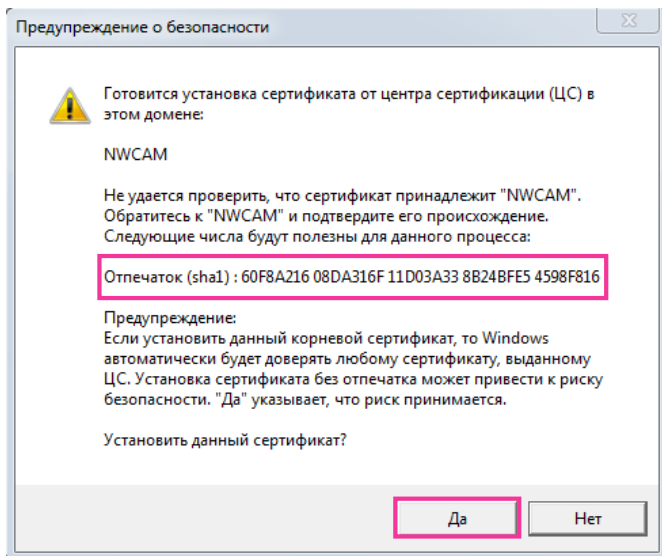 Предупреждение о безопасности
Готовится установка сертификата от центра сертификации (ЦС) в
этом домене:
NWCAM
Не удается проверить, что сертификат принадлежит "NWCAM".
Обратитесь к "NWCAM" и подтвердите его происхождение.
Следующие числа будут полезны для данного процесса:
Отпечаток (sha1) : 60F8A216 08DA316F 11D03A33 8B24BFE5 4598F816
Предупреждение:
Если установить данный корневой сертификат, то Windows
автоматически будет доверять любому сертификату, выданному
ЦС. Установка сертификата без отпечатка может привести к риску
безопасности. "Да" указывает, что риск принимается.
Установить данный сертификат?
Да
Нет